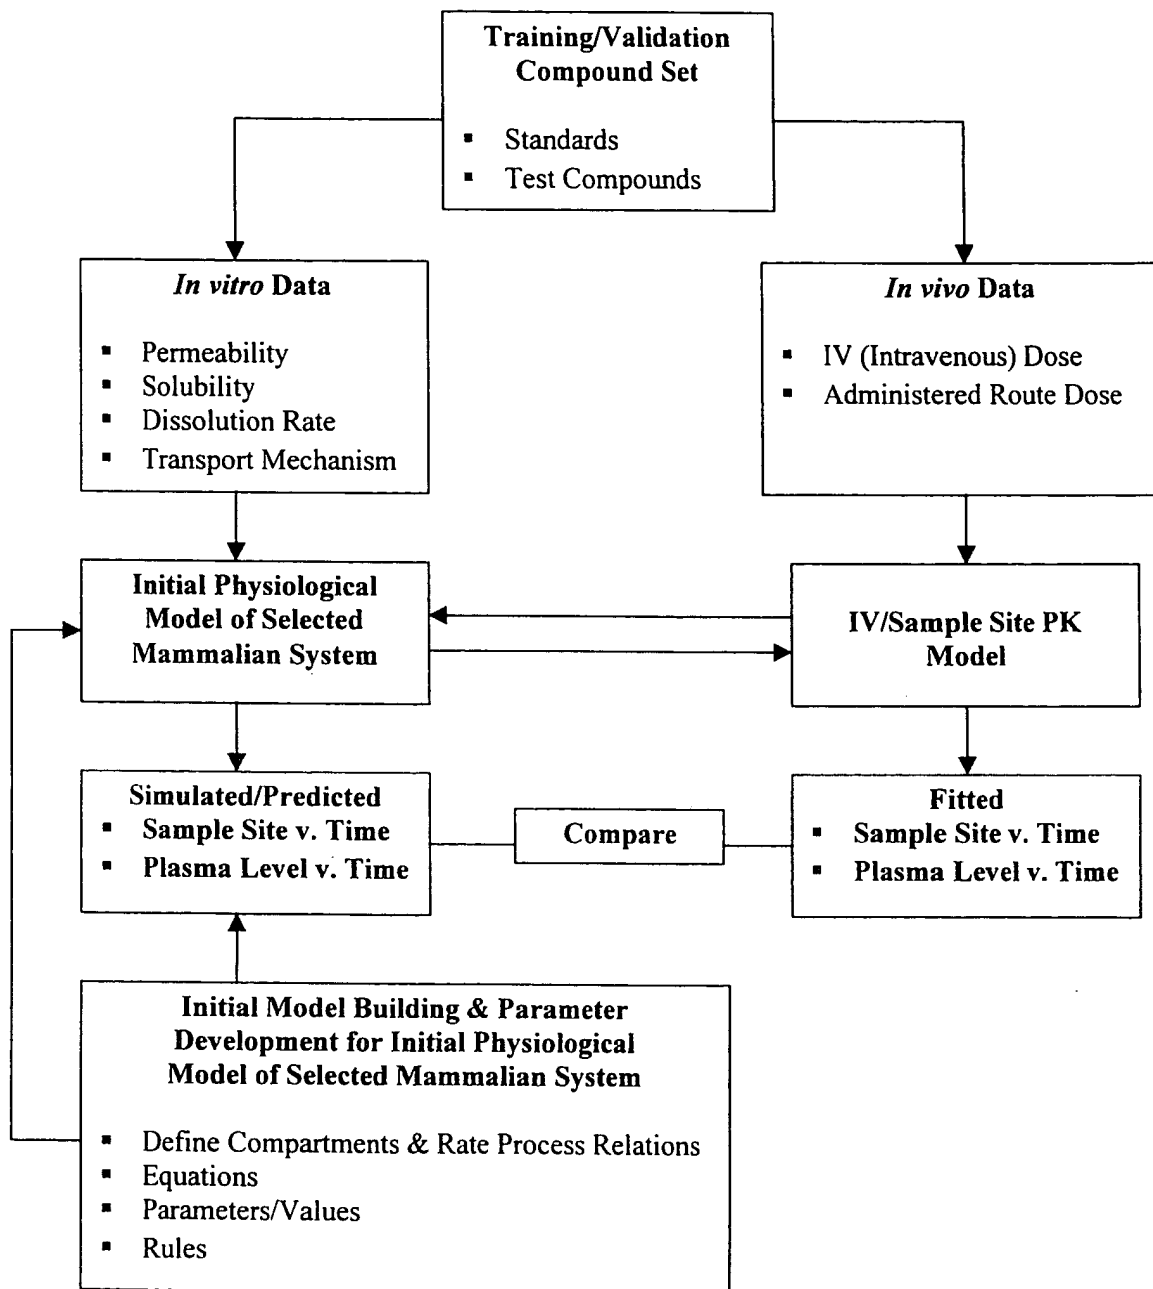 Training/Validation
Compound Set
▪ Standards
▪ Test Compounds
In vitro Data
▪ Permeability
▪ Solubility
▪ Dissolution Rate
▪ Transport Mechanism
In vivo Data
▪ IV (Intravenous) Dose
▪ Administered Route Dose
Initial Physiological
Model of Selected
Mammalian System
IV/Sample Site PK
Model
Simulated/Predicted
▪ Sample Site v. Time
▪ Plasma Level v. Time
Compare
Fitted
▪ Sample Site v. Time
▪ Plasma Level v. Time
Initial Model Building & Parameter
Development for Initial Physiological
Model of Selected Mammalian System
▪ Define Compartments & Rate Process Relations
▪ Equations
▪ Parameters/Values
▪ Rules